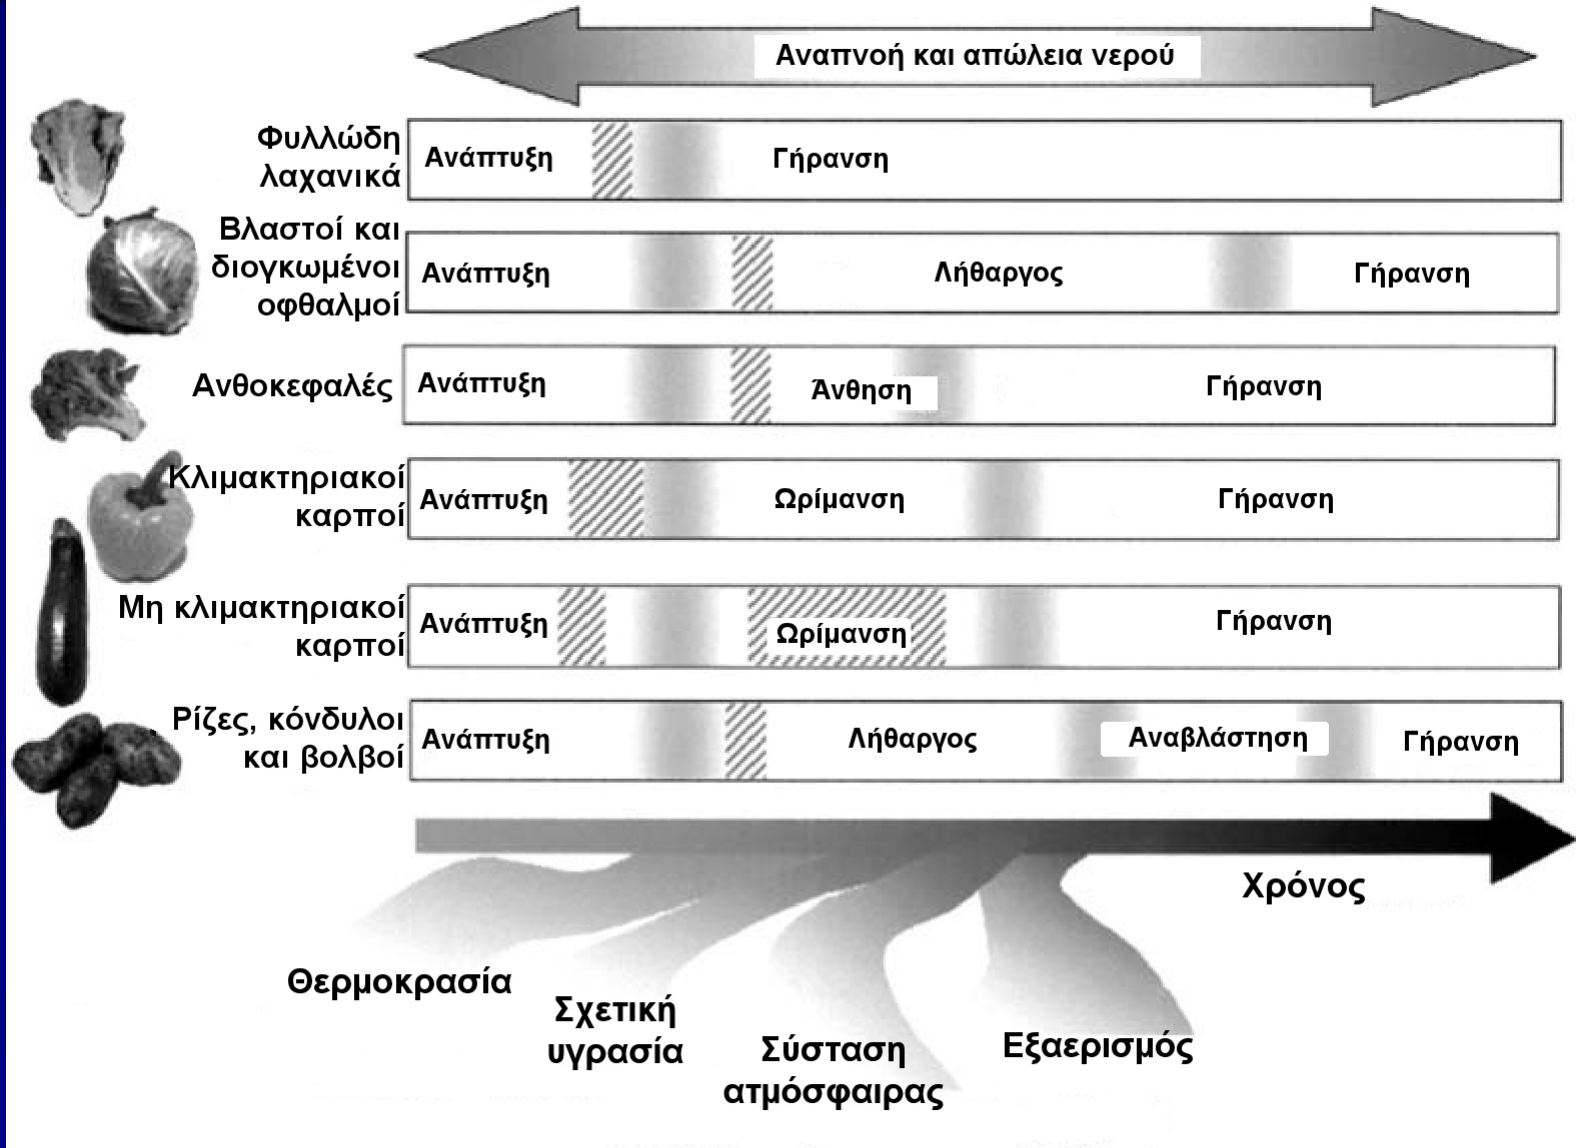 Αναπνοή και απώλεια νερού
Φυλλώδη
λαχανικά
Ανάπτυξη
Γήρανση
Βλαστοί και
διογκωμένοι
οφθαλμοί
Ανάπτυξη
Λήθαργος
Γήρανση
Ανθοκεφαλές
Ανάπτυξη
Άνθηση
Γήρανση
Κλιμακτηριακοί
καρποί
Ανάπτυξη
Ωρίμανση
Γήρανση
Μη κλιμακτηριακοί
καρποί
Ανάπτυξη
Ωρίμανση
Γήρανση
Ρίζες, κόνδυλοι
και βολβοί
Ανάπτυξη
Λήθαργος
Αναβλάστηση
Γήρανση
Χρόνος
Θερμοκρασία
Σχετική
υγρασία
Σύσταση
ατμόσφαιρας
Εξαερισμός